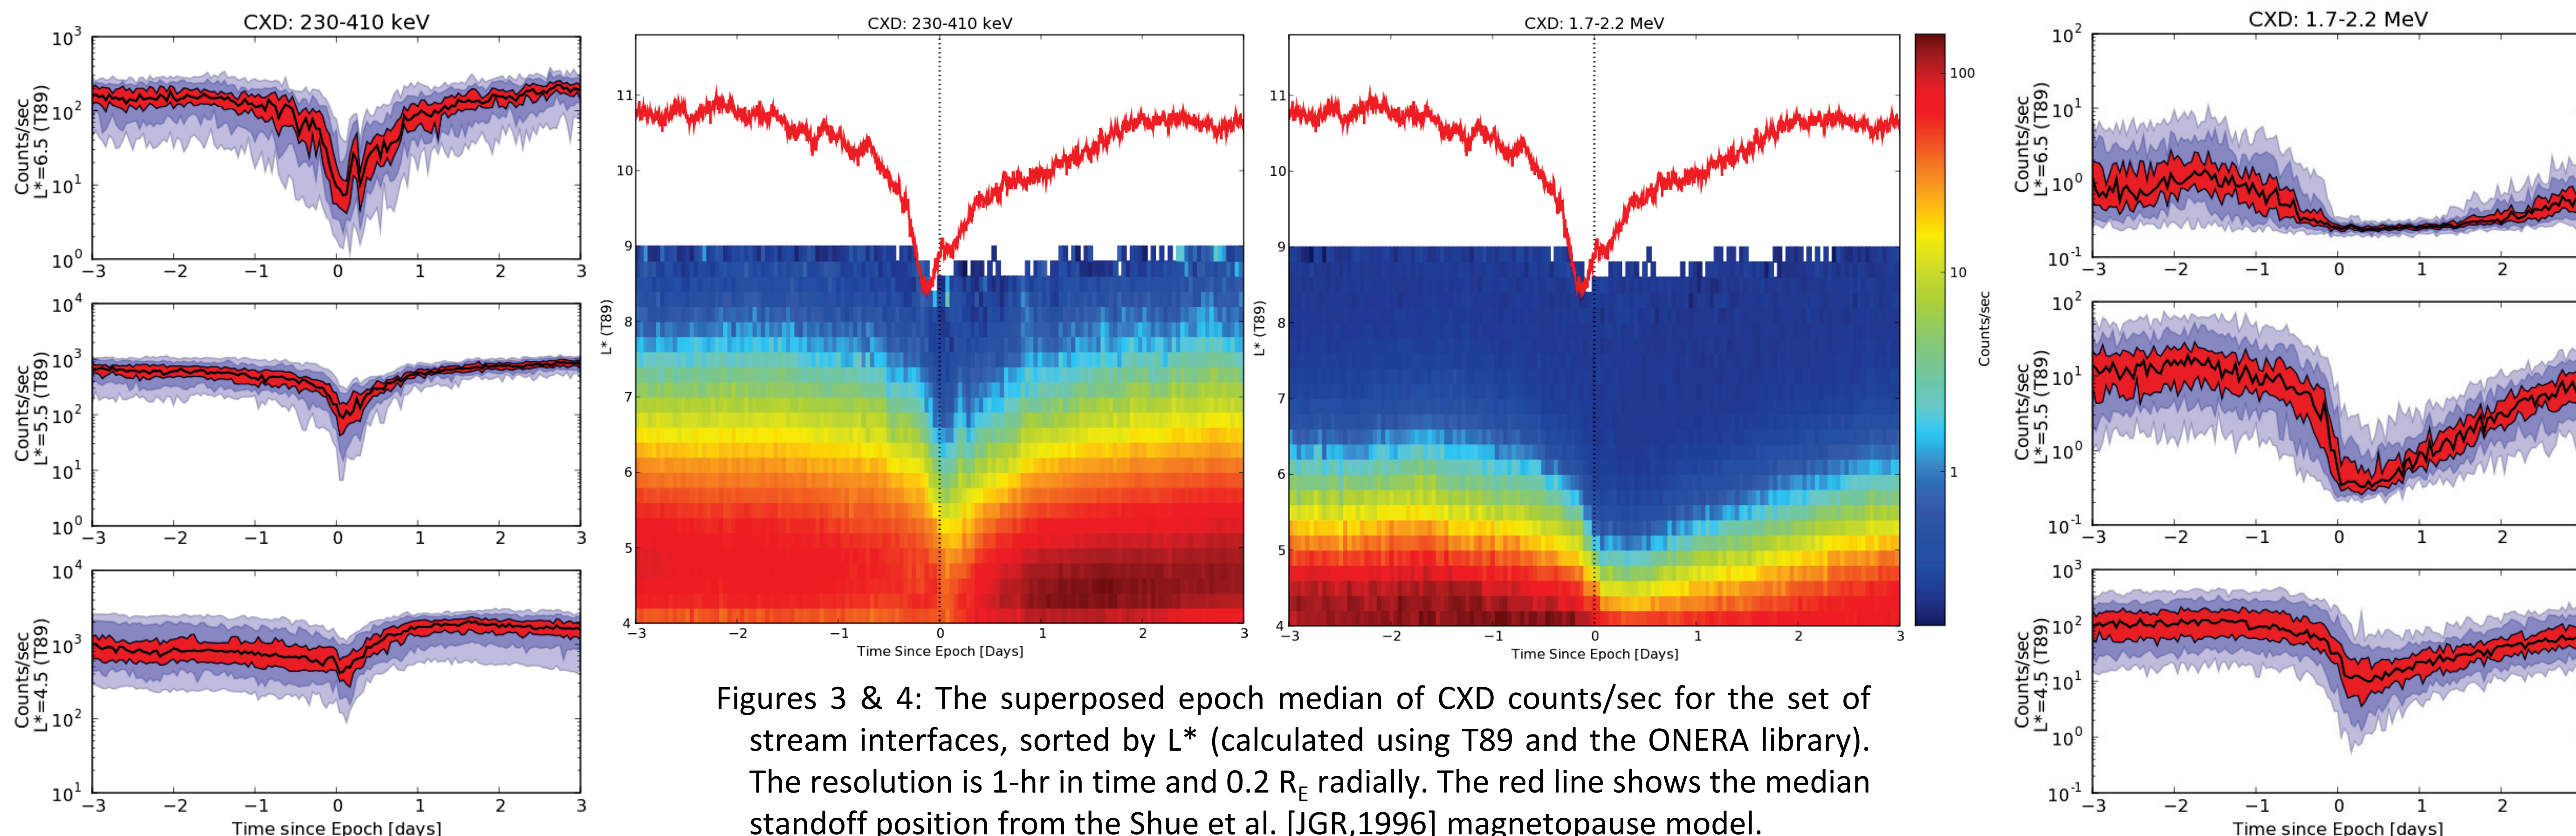 CXD: 230-410 keV
10³
10²
10¹
10⁰
Counts/sec
L*=6.5 (T89)
−3 −2 −1 0 1 2 3
10⁴
10³
10²
10¹
10⁰
Counts/sec
L*=5.5 (T89)
−3 −2 −1 0 1 2 3
10⁴
10³
10²
10¹
Counts/sec
L*=4.5 (T89)
−3 −2 −1 0 1 2 3
Time since Epoch [days]
CXD: 230-410 keV
11
10
9
8
7
6
5
4
L* (T89)
−3 −2 −1 0 1 2 3
Time Since Epoch [Days]
CXD: 1.7-2.2 MeV
11
10
9
8
7
6
5
4
L* (T89)
−3 −2 −1 0 1 2 3
Time Since Epoch [Days]
100
10
1
Counts/sec
Figures 3 & 4: The superposed epoch median of CXD counts/sec for the set of
stream interfaces, sorted by L* (calculated using T89 and the ONERA library).
The resolution is 1-hr in time and 0.2 R_E radially. The red line shows the median
standoff position from the Shue et al. [JGR,1996] magnetopause model.
CXD: 1.7-2.2 MeV
10²
10¹
10⁰
10⁻¹
Counts/sec
L*=6.5 (T89)
−3 −2 −1 0 1 2
10²
10¹
10⁰
10⁻¹
Counts/sec
L*=5.5 (T89)
−3 −2 −1 0 1 2
10³
10²
10¹
10⁰
10⁻¹
Counts/sec
L*=4.5 (T89)
−3 −2 −1 0 1 2
Time since Epoch [days]